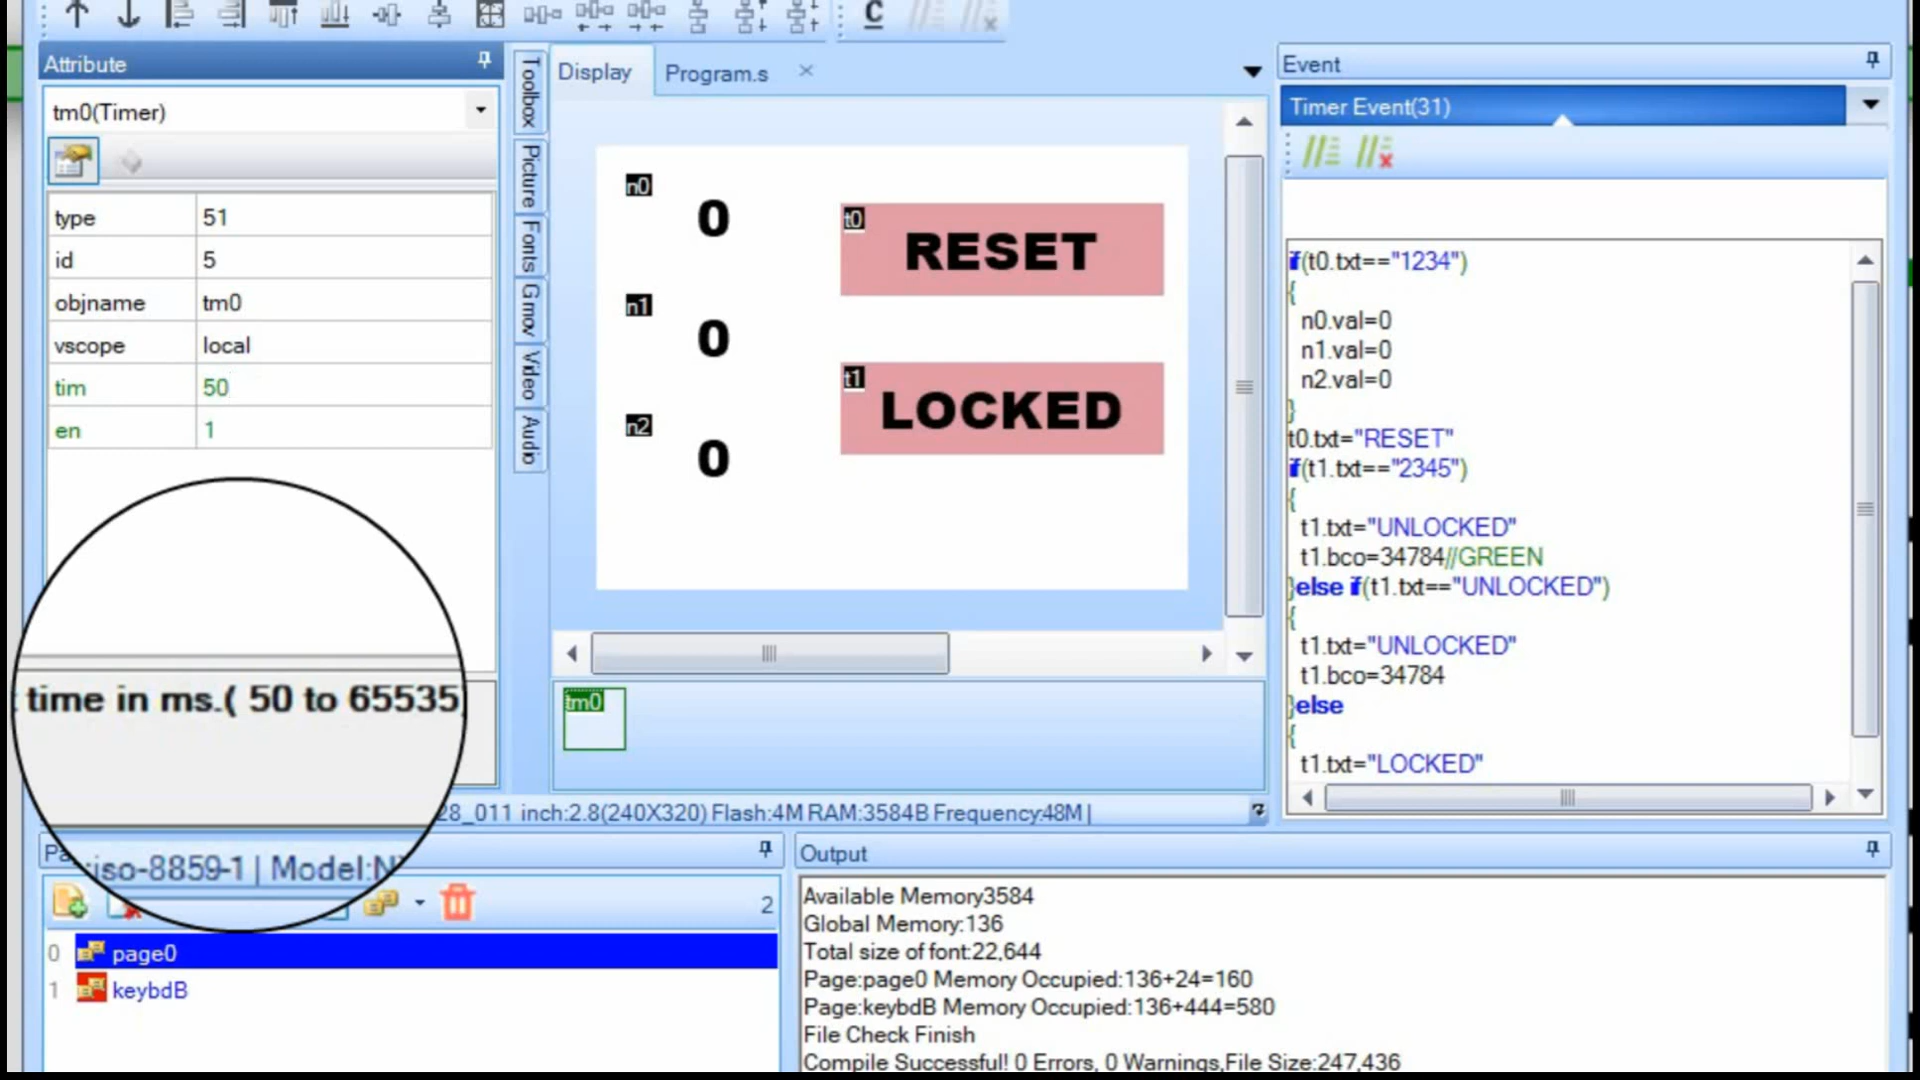 Attribute
tm0(Timer)
type 51
id 5
objname tm0
vscope local
tim 50
en 1
time in ms.( 50 to 65535
:iso-8859-1 | Model:N
Toolbox
Picture
Fonts
Gmov
Video
Audio
Display
Program.s
n0
0
t0
RESET
n1
0
t1
LOCKED
n2
0
tm0
28_011 inch:2.8(240X320) Flash:4M RAM:3584B Frequency:48M |
Event
Timer Event(31)
if(t0.txt=="1234")
{
n0.val=0
n1.val=0
n2.val=0
}
t0.txt="RESET"
if(t1.txt=="2345")
{
t1.txt="UNLOCKED"
t1.bco=34784//GREEN
}else if(t1.txt=="UNLOCKED")
{
t1.txt="UNLOCKED"
t1.bco=34784
}else
{
t1.txt="LOCKED"
2
0 page0
1 keybdB
Output
Available Memory3584
Global Memory:136
Total size of font:22,644
Page:page0 Memory Occupied:136+24=160
Page:keybdB Memory Occupied:136+444=580
File Check Finish
Compile Successful! 0 Errors, 0 Warnings,File Size:247,436